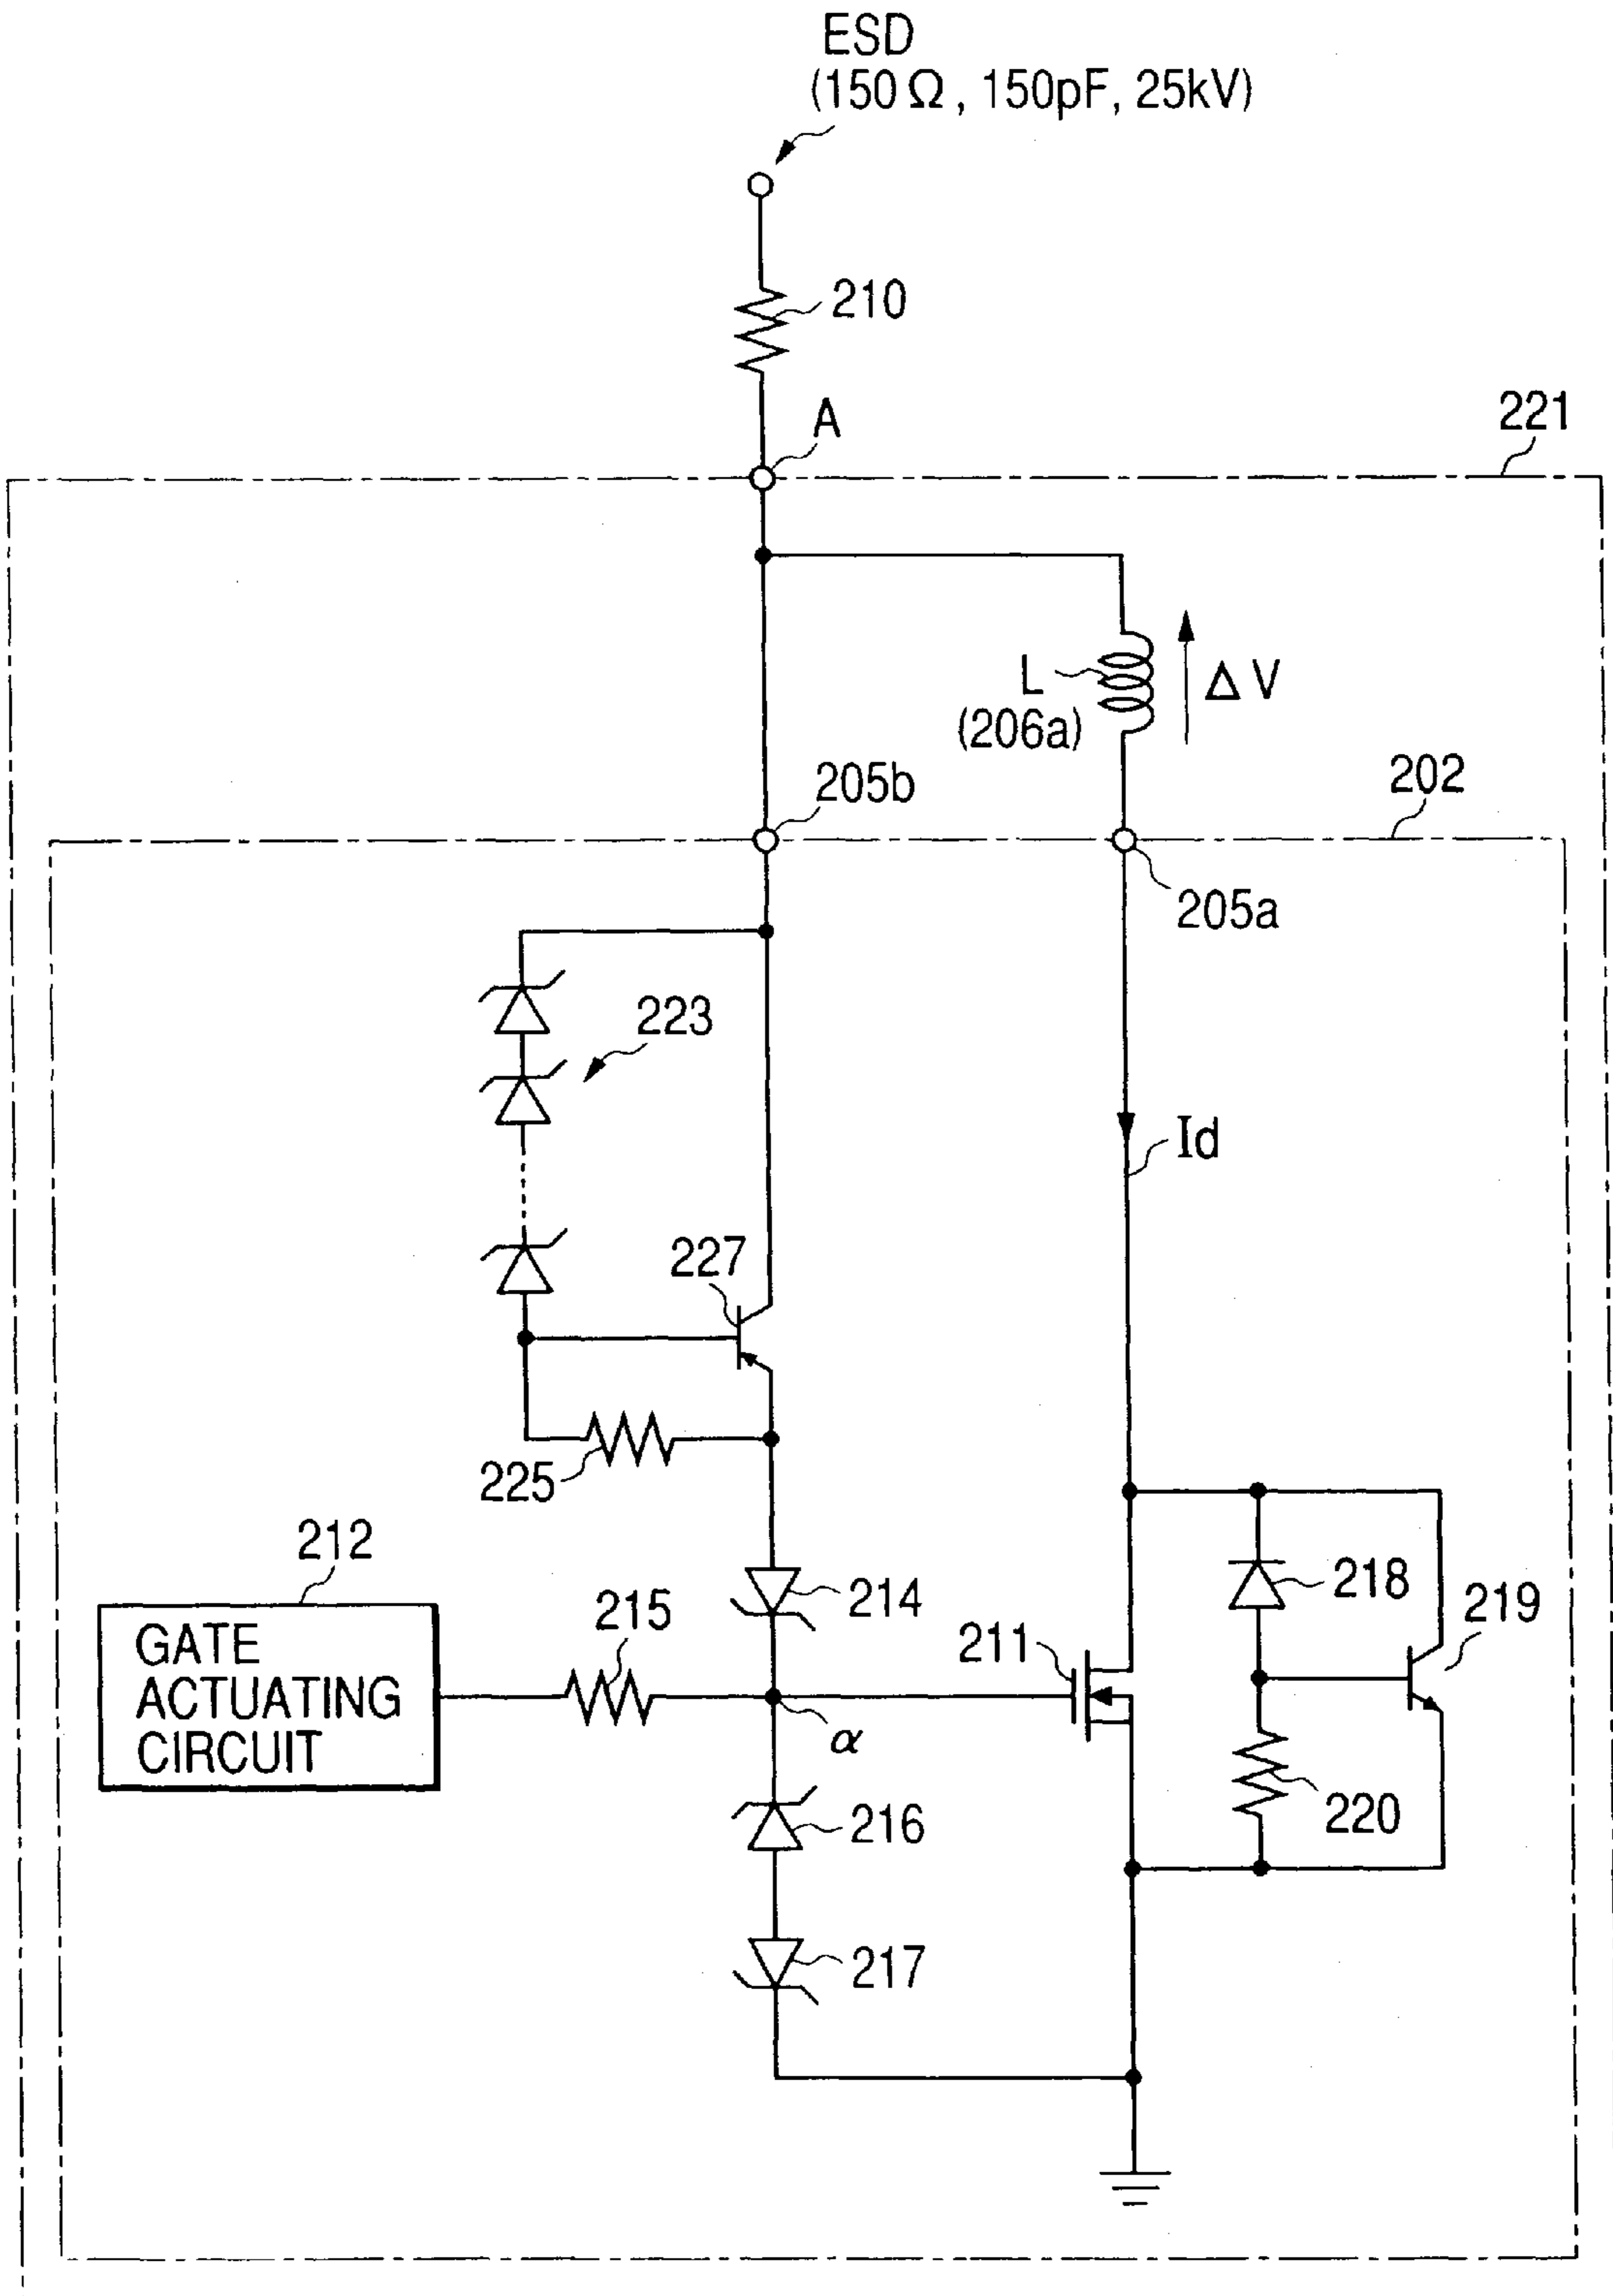 ESD
(150 Ω, 150pF, 25kV)
210
A
221
L
(206a)
Δ V
205b
202
205a
223
Id
227
225
212
GATE
ACTUATING
CIRCUIT
215
214
211
218
219
α
216
220
217